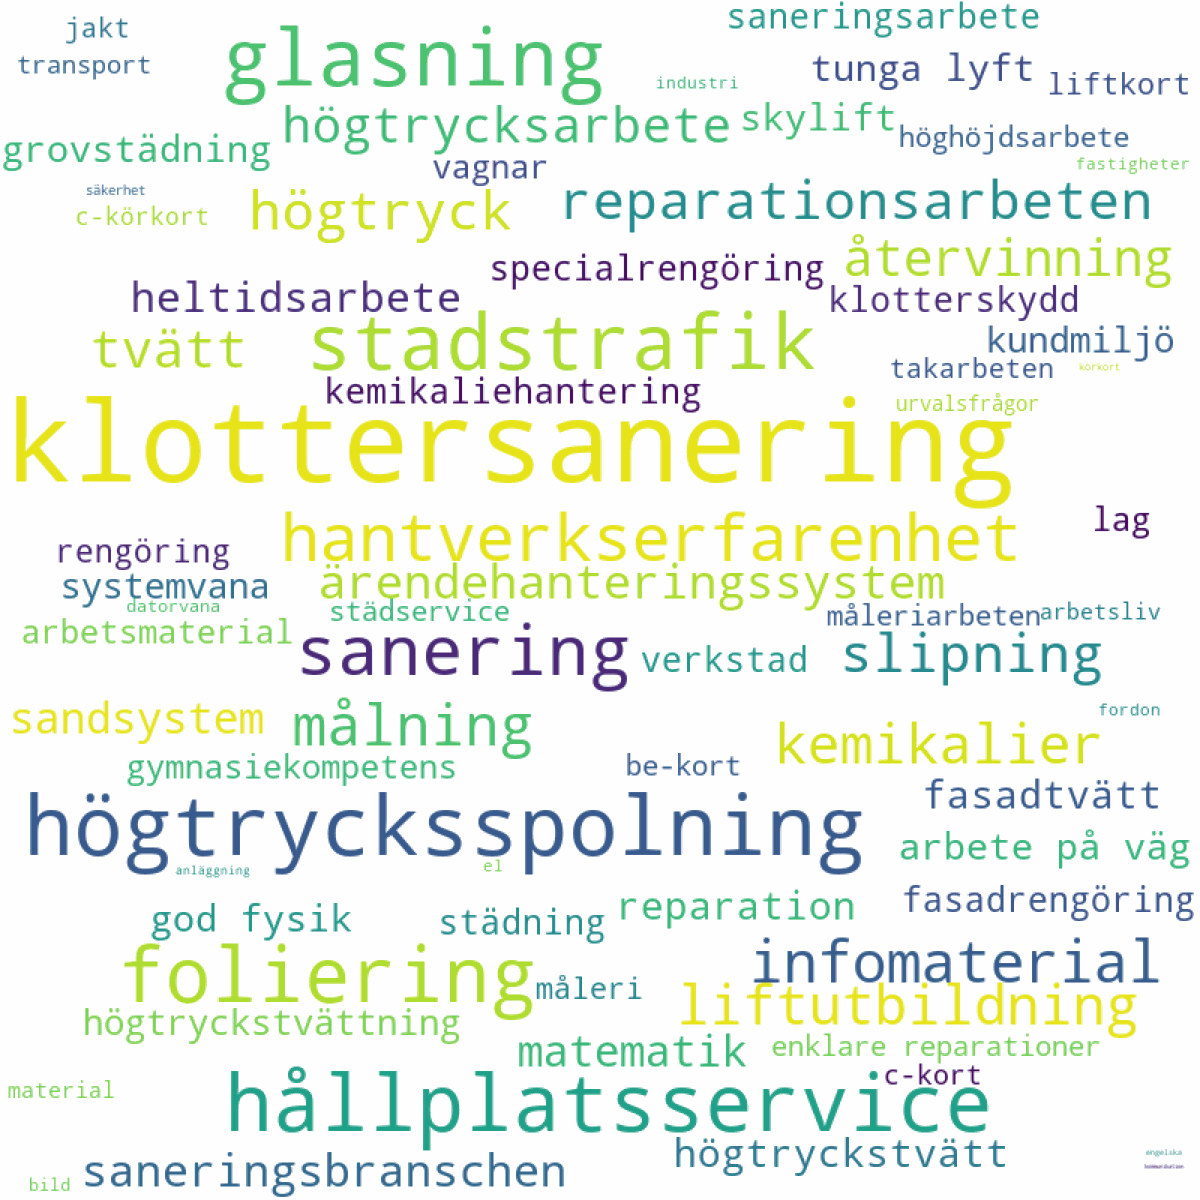 jakt
saneringsarbete
glasning
transport
industri
tunga lyft
liftkort
högtrycksarbete
skylift
höghöjdsarbete
grovstädning
vagnar
fastigheter
säkerhet
c-körkort
högtryck
reparationsarbeten
specialrengöring
återvinning
heltidsarbete
klotterskydd
tvätt
stadstrafik
kundmiljö
takarbeten
körkort
kemikaliehantering
urvalsfrågor
klottersanering
lag
hantverkserfarenhet
rengöring
systemvana
ärendehanteringssystem
datorvana
städservice
måleriarbeten
arbetsliv
arbetsmaterial
sanering
verkstad
slipning
sandsystem
målning
fordon
kemikalier
gymnasiekompetens
be-kort
fasadtvätt
högtrycksspolning
arbete på väg
anläggning
el
god fysik
städning
reparation
fasadrengöring
foliering
måleri
infomaterial
liftutbildning
högtryckstvättning
matematik
enklare reparationer
c-kort
material
hållplatsservice
högtryckstvätt
engelska
kommunikation
bild
saneringsbranschen